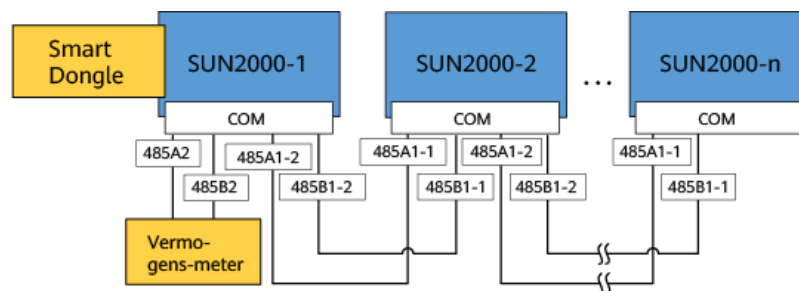 Smart
Dongle
SUN2000-1
SUN2000-2
...
SUN2000-n
COM
COM
COM
485A2
485A1-2
485A1-1
485A1-2
485A1-1
485B2
485B1-2
485B1-1
485B1-2
485B1-1
Vermo-
gens-meter